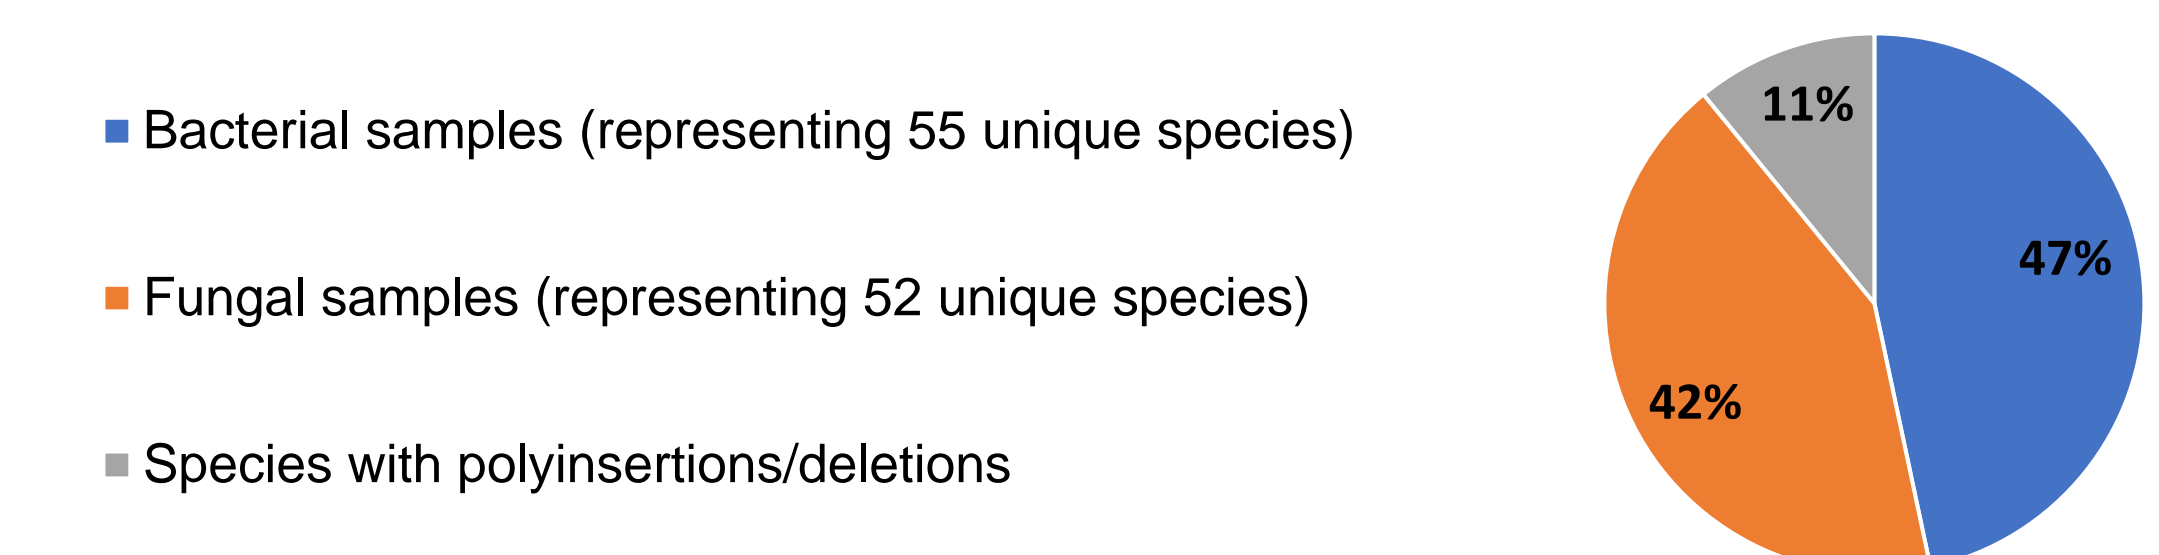 Bacterial samples (representing 55 unique species)
Fungal samples (representing 52 unique species)
Species with polyinsertions/deletions
11%
47%
42%